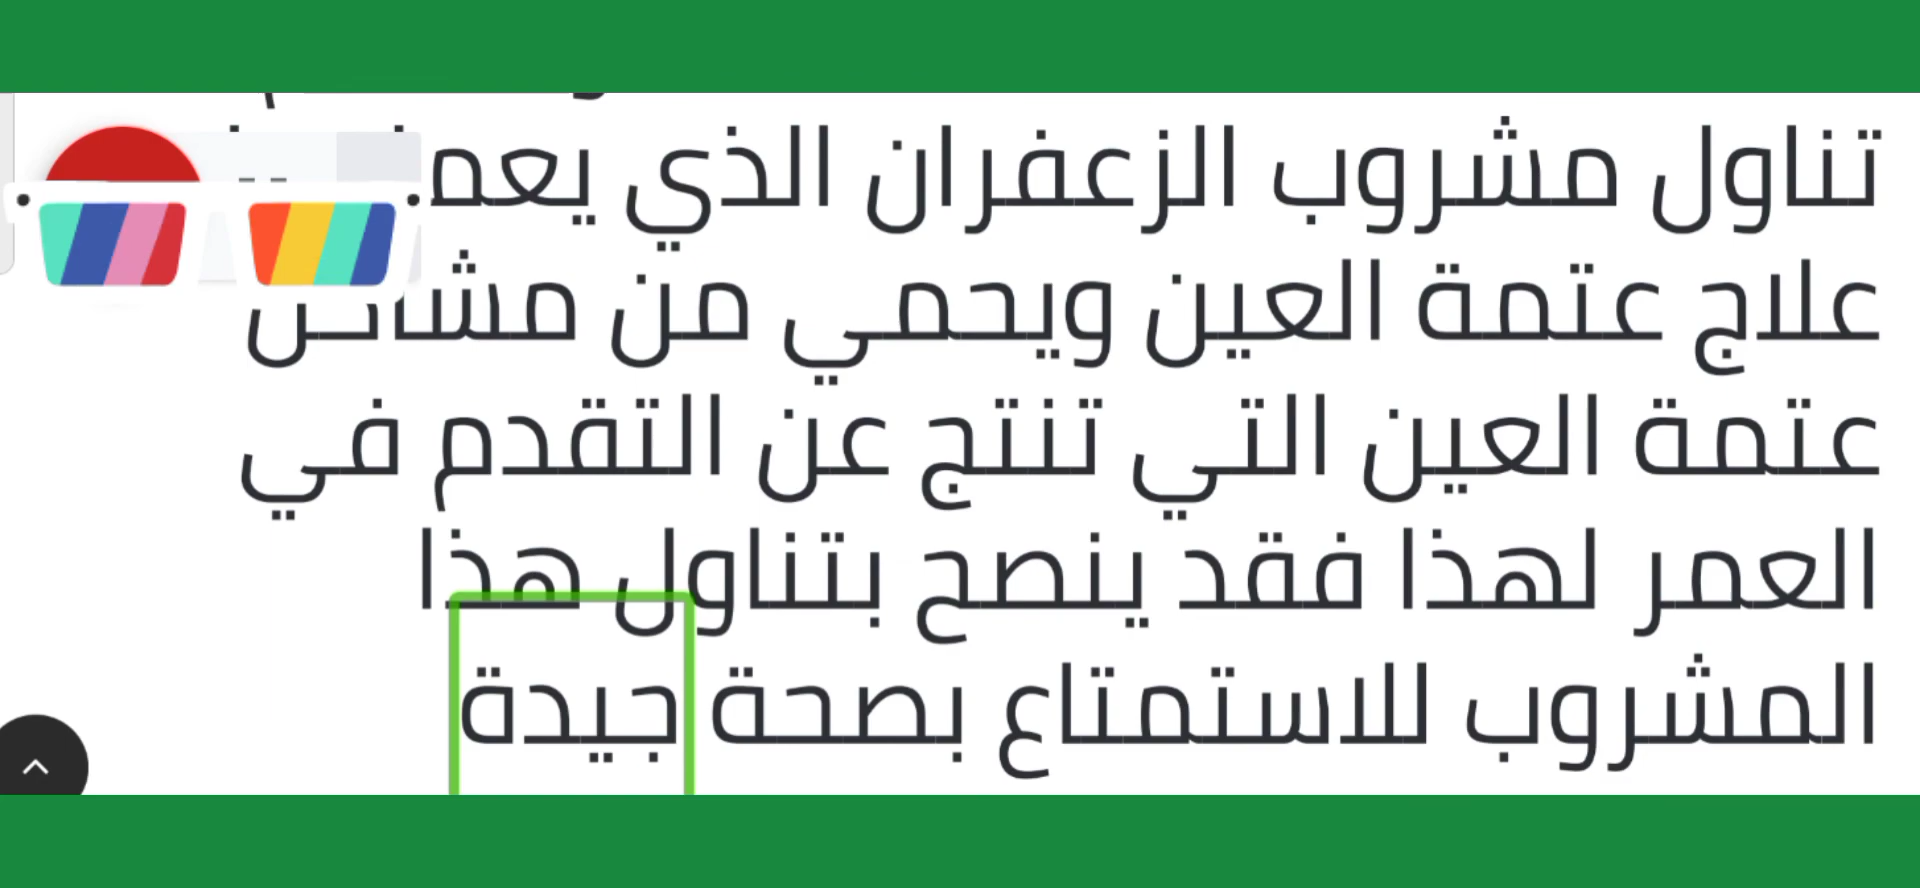 تناول مشروب الزعفران الذي
علاج عتمة العين ويحمي من
عتمة العين التي تنتج عن التقدم في
العمر لهذا فقد ينصح بتناول هذا
المشروب للاستمتاع بصحة جيدة